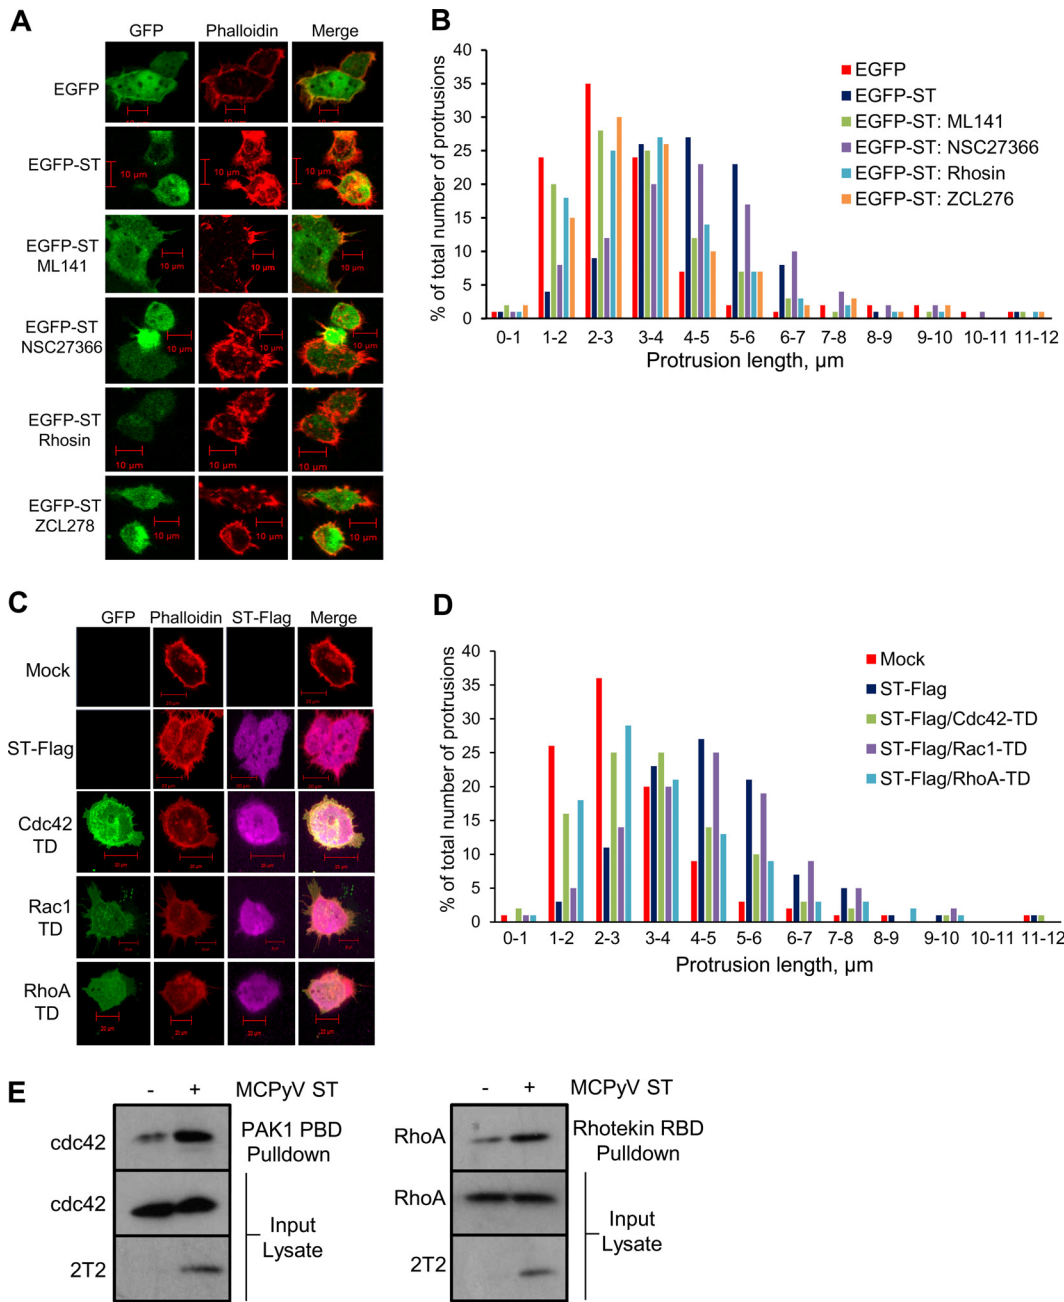 A
GFP Phalloidin Merge
EGFP
10 µm 10 µm 10 µm
EGFP-ST
10 µm 10 µm 10 µm
EGFP-ST
ML141
10 µm 10 µm 10 µm
EGFP-ST
NSC27366
10 µm 10 µm 10 µm
EGFP-ST
Rhosin
10 µm 10 µm 10 µm
EGFP-ST
ZCL278
10 µm 10 µm 10 µm
B
% of total number of protrusions
40
35
30
25
20
15
10
5
0
0-1 1-2 2-3 3-4 4-5 5-6 6-7 7-8 8-9 9-10 10-11 11-12
Protrusion length, µm
EGFP
EGFP-ST
EGFP-ST: ML141
EGFP-ST: NSC27366
EGFP-ST: Rhosin
EGFP-ST: ZCL276
C
GFP Phalloidin ST-Flag Merge
Mock
ST-Flag
Cdc42
TD
Rac1
TD
RhoA
TD
D
% of total number of protrusions
40
35
30
25
20
15
10
5
0
0-1 1-2 2-3 3-4 4-5 5-6 6-7 7-8 8-9 9-10 10-11 11-12
Protrusion length, µm
Mock
ST-Flag
ST-Flag/Cdc42-TD
ST-Flag/Rac1-TD
ST-Flag/RhoA-TD
E
- + MCPyV ST
cdc42
PAK1 PBD
Pulldown
cdc42
2T2
Input
Lysate
- + MCPyV ST
RhoA
Rhotekin RBD
Pulldown
RhoA
2T2
Input
Lysate